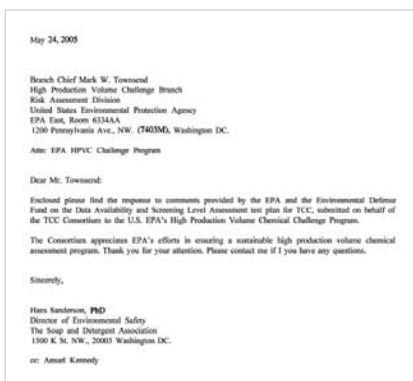 May 24, 2005
Branch Chief Mark W. Townsend
High Production Volume Challenge Branch
Risk Assessment Division
United States Environmental Protection Agency
EPA East, Room 6334AA
1200 Pennsylvania Ave., NW. (7403M), Washington DC.
Attn: EPA HPVC Challenge Program
Dear Mr. Townsend:
Enclosed please find the response to comments provided by the EPA and the Environmental Defense
Fund on the Data Availability and Screening Level Assessment test plan for TCC, submitted on behalf of
the TCC Consortium to the U.S. EPA's High Production Volume Chemical Challenge Program.
The Consortium appreciates EPA's efforts in ensuring a sustainable high production volume chemical
assessment program. Thank you for your attention. Please contact me if I you have any questions.
Sincerely,
Hans Sanderson, PhD
Director of Environmental Safety
The Soap and Detergent Association
1500 K St. NW., 20005 Washington DC.
cc: Kennedy